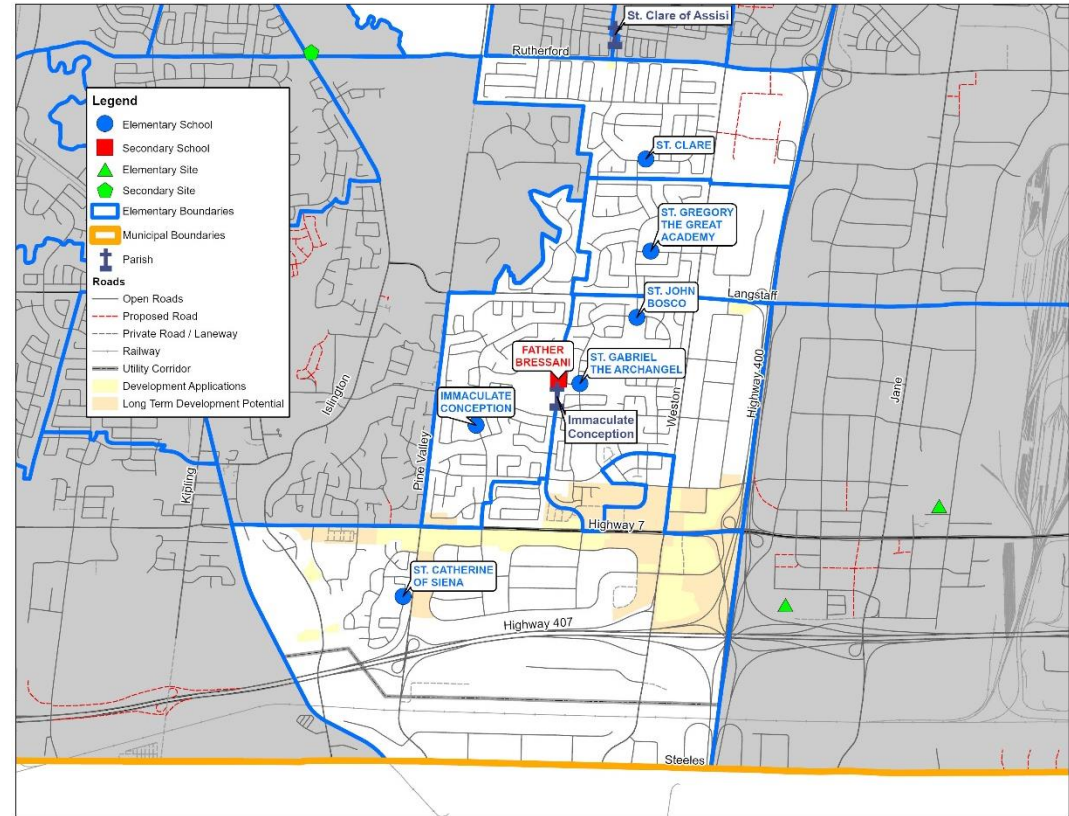 St. Clare of Assisi
Rutherford
Legend
Elementary School
Secondary School
Elementary Site
Secondary Site
Elementary Boundaries
Municipal Boundaries
Parish
Roads
Open Roads
Proposed Road
Private Road / Laneway
Railway
Utility Corridor
Development Applications
Long Term Development Potential
ST. CLARE
ST. GREGORY
THE GREAT
ACADEMY
Langstaff
ST. JOHN
BOSCO
FATHER
BRESSANI
ST. GABRIEL
THE ARCHANGEL
IMMACULATE
CONCEPTION
Immaculate
Conception
Islington
Pine Valley
Weston
Highway 400
Jane
Kipling
Highway 7
ST. CATHERINE
OF SIENA
Highway 407
Steeles